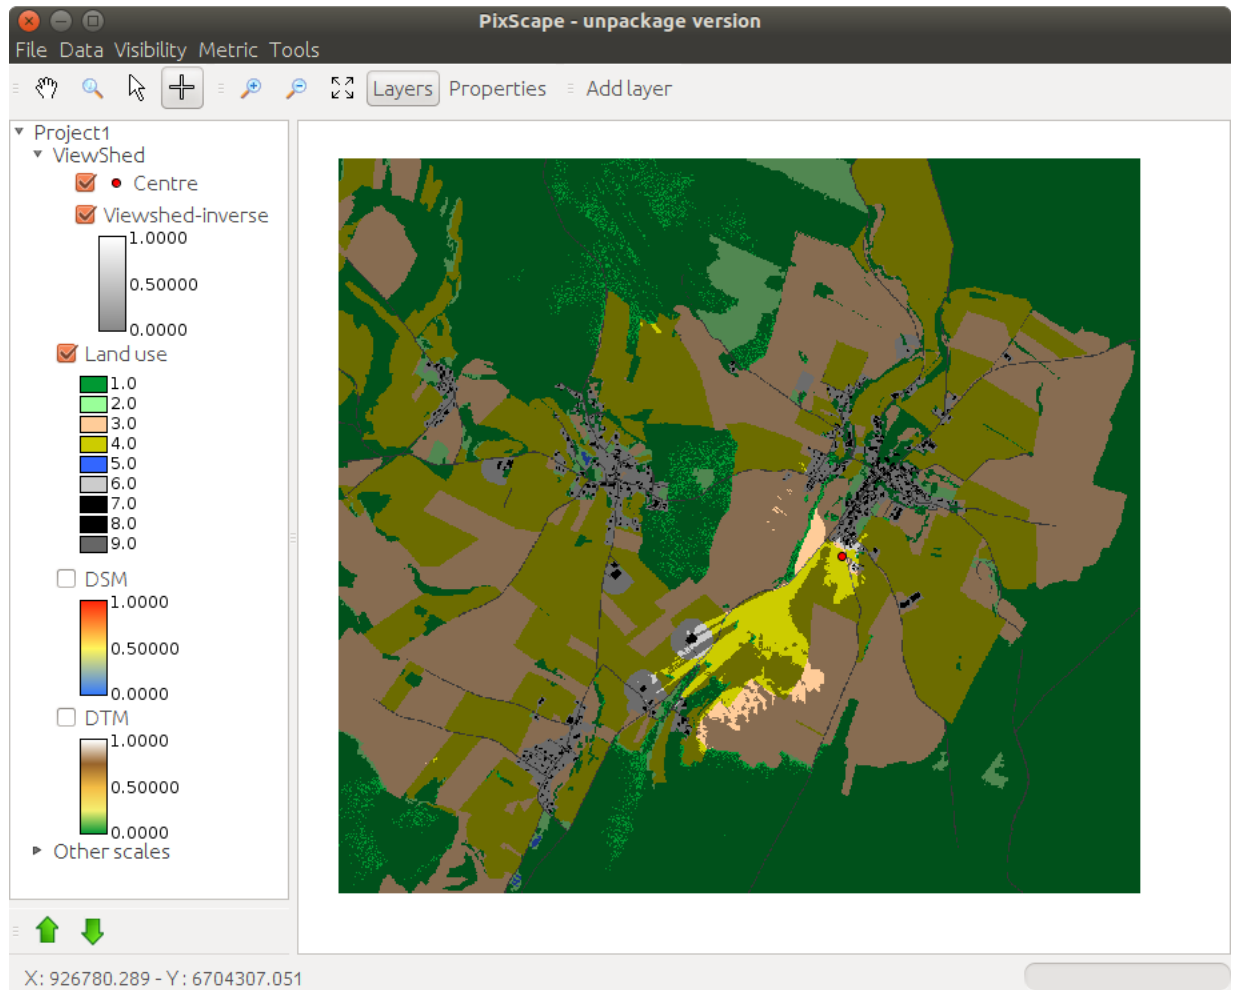 PixScape - unpackage version
File Data Visibility Metric Tools
Layers Properties Add layer
Project1
ViewShed
Centre
Viewshed-inverse
1.0000
0.50000
0.0000
Land use
1.0
2.0
3.0
4.0
5.0
6.0
7.0
8.0
9.0
DSM
1.0000
0.50000
0.0000
DTM
1.0000
0.50000
0.0000
Other scales
X: 926780.289 - Y: 6704307.051